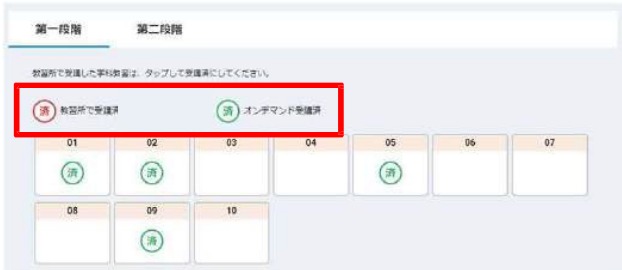 第一段階 第二段階
教習所で受講した学科教習は、タップして受講済にしてください。
済 教習所で受講済 済 オンデマンド受講済
01 02 03 04 05 06 07
済 済 済
08 09 10
済